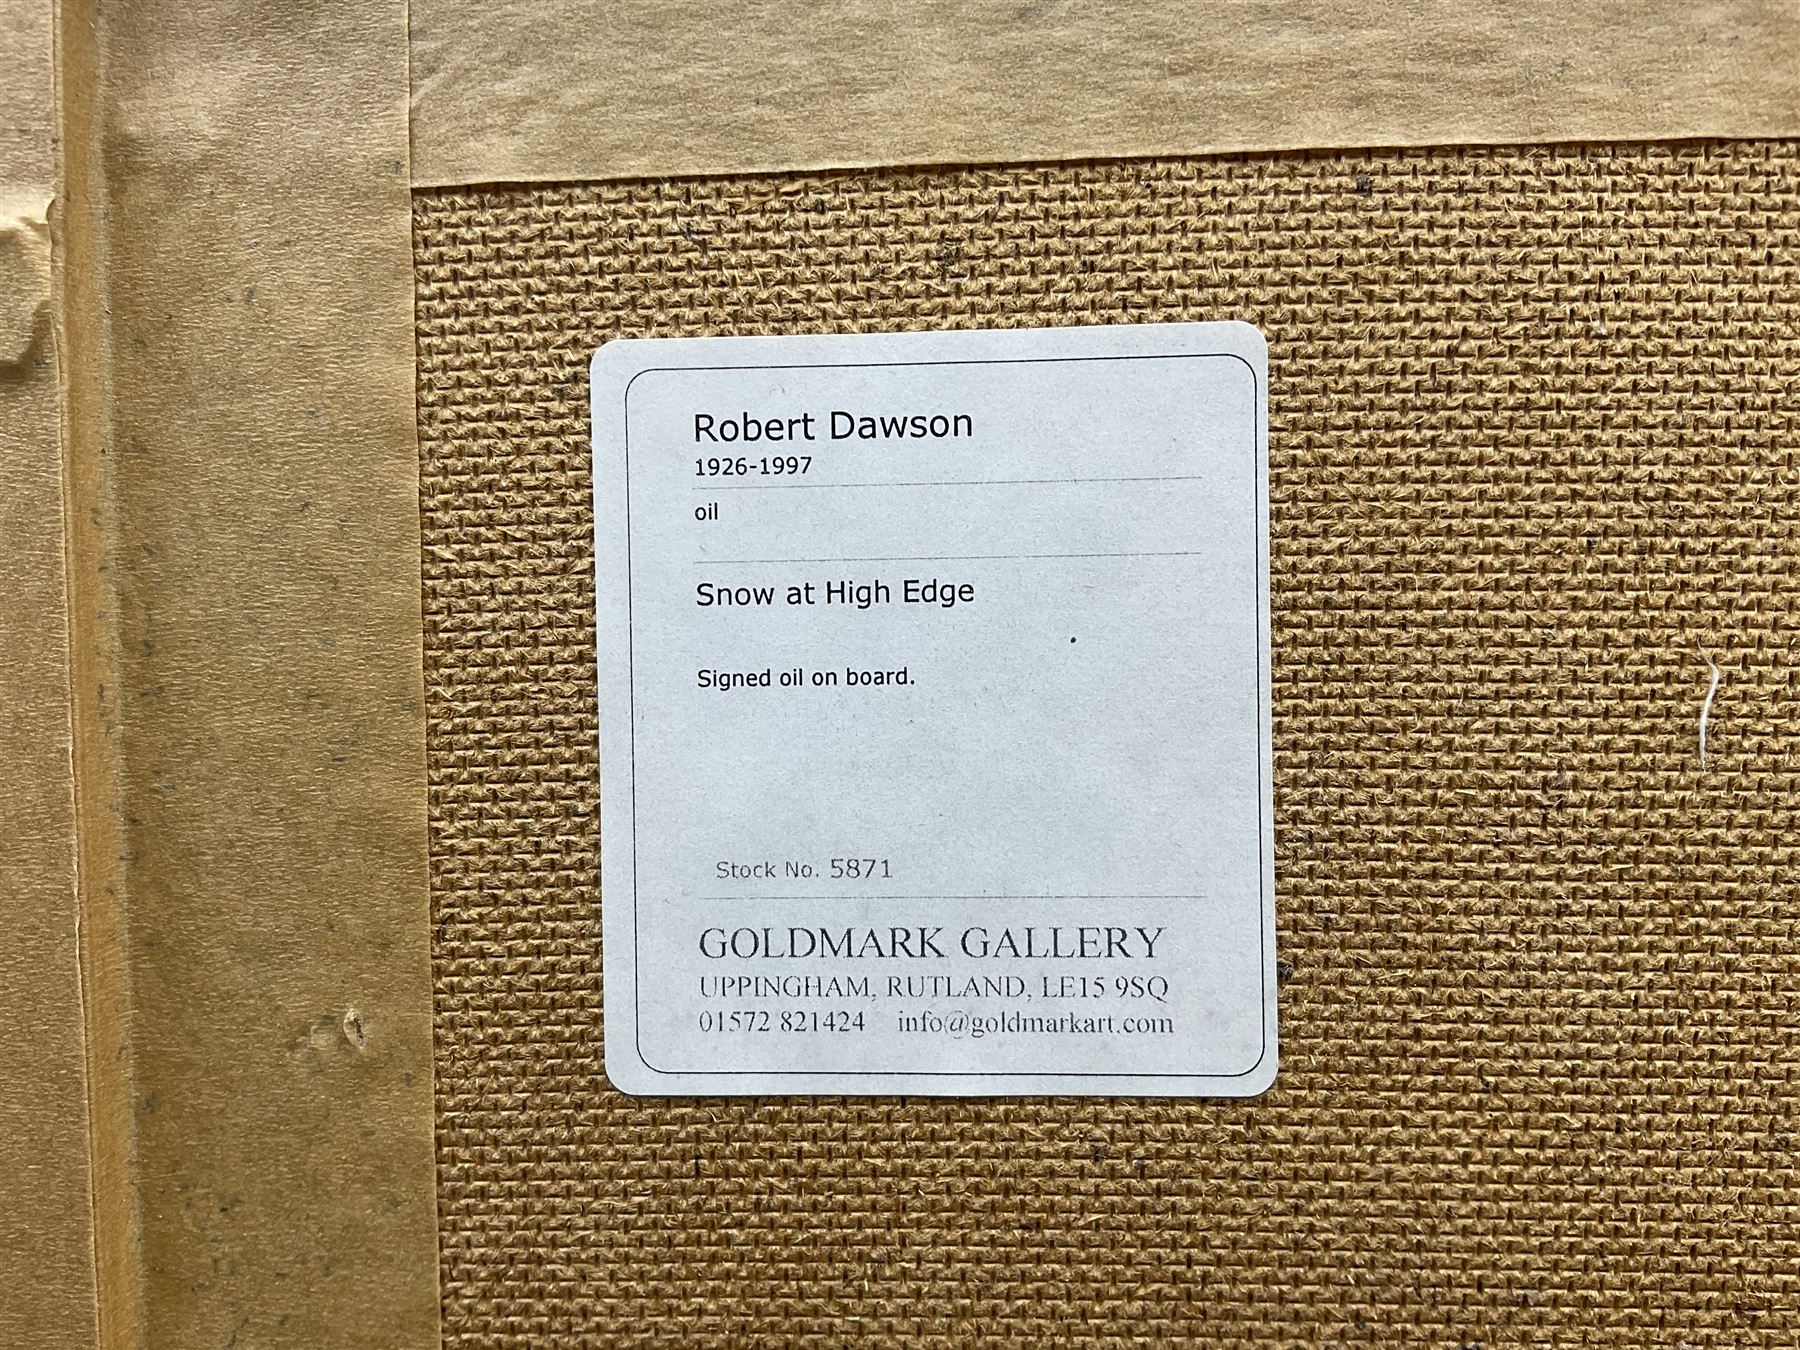 Robert Dawson
1926-1997
oil
Snow at High Edge
Signed oil on board.
Stock No. 5871
GOLDMARK GALLERY
UPPINGHAM, RUTLAND, LE15 9SQ
01572 821424 info@goldmarkart.com